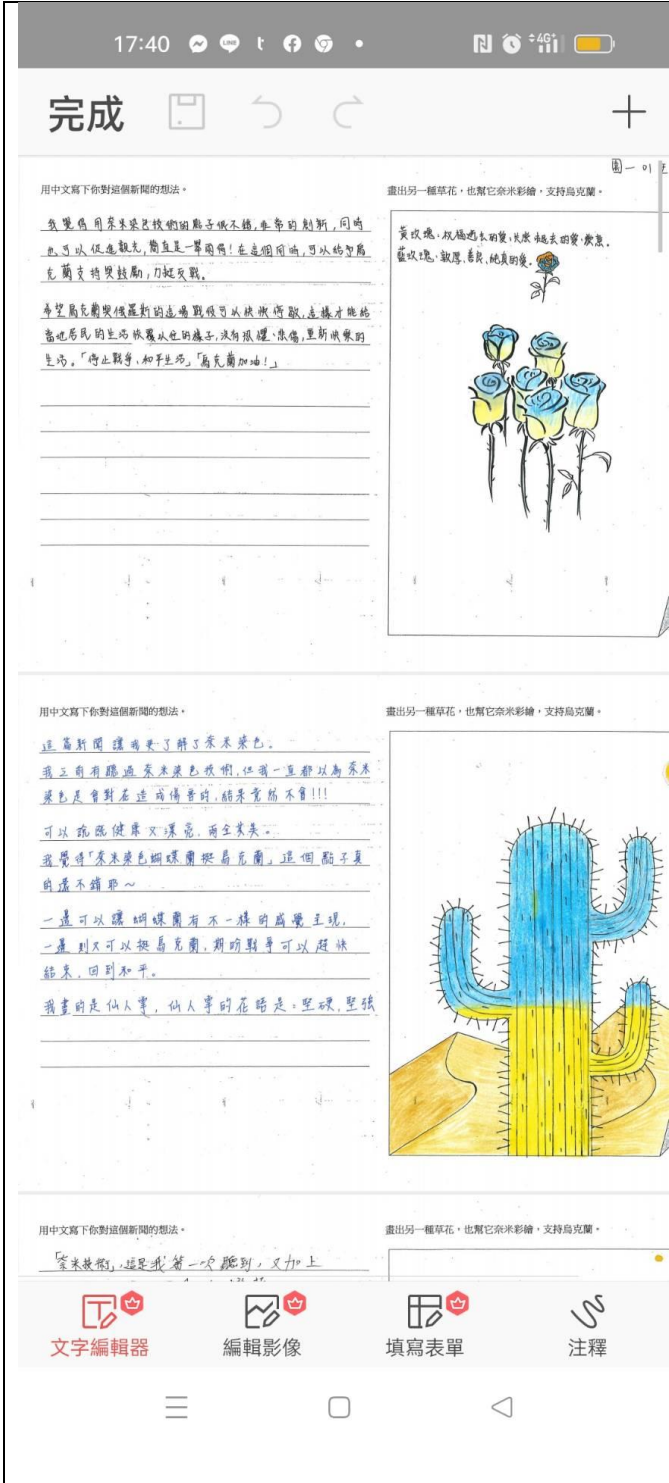 17:40
4G+
完成
圖一 01
用中文寫下你對這個新聞的想法。
我覺得用奈米染色技術的點子很不錯,非常的創新,同時
也可以促進觀光,簡直是一舉兩得!在這個同時,可以給予烏
克蘭支持與鼓勵,力挺反戰。
希望烏克蘭與俄羅斯的這場戰役可以快快停歇,這樣才能給
當地居民的生活恢覆以往的樣子,沒有孤獨、悲傷,重新快樂的
生活。「停止戰爭、和平生活」「烏克蘭加油!」
畫出另一種草花,也幫它奈米彩繪,支持烏克蘭。
黃玫瑰、祝福逝去的愛、失戀
藍玫瑰、敦厚、善良、純真的愛。
用中文寫下你對這個新聞的想法。
這篇新聞讓我更了解了奈米染色。
我之前有聽過奈米染色技術,但我一直都以為奈米
染色是會對花造成傷害的,結果竟然不會!!!
可以說既健康又漂亮,兩全其美。
我覺得「奈米染色蝴蝶蘭挺烏克蘭」這個點子真
的還不錯耶~
一邊可以讓蝴蝶蘭有不一樣的感覺呈現,
一邊則又可以挺烏克蘭,期盼戰爭可以趕快
結束,回到和平。
我畫的是仙人掌,仙人掌的花語是:堅硬、堅強
畫出另一種草花,也幫它奈米彩繪,支持烏克蘭。
用中文寫下你對這個新聞的想法。
「奈米技術」,這是我第一次聽到,又加上
畫出另一種草花,也幫它奈米彩繪,支持烏克蘭。
文字編輯器
編輯影像
填寫表單
注釋